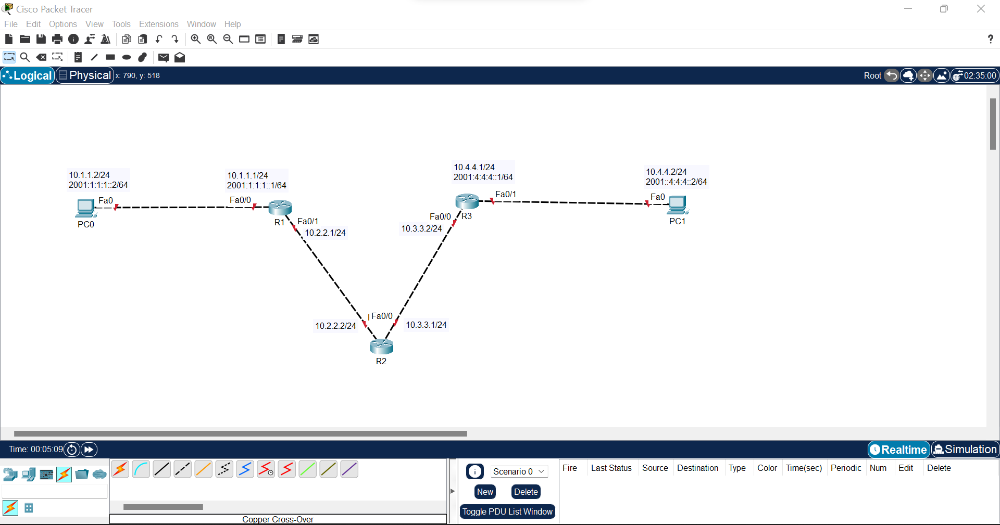 Cisco Packet Tracer
File Edit Options View Tools Extensions Window Help
?
Logical Physical x: 790, y: 518 Root 02:35:00
10.1.1.2/24
2001:1:1:1::2/64
Fa0
PC0
10.1.1.1/24
2001:1:1:1::1/64
Fa0/0
R1
Fa0/1
10.2.2.1/24
10.4.4.1/24
2001:4:4:4::1/64
Fa0/1
R3
Fa0/0
10.3.3.2/24
10.4.4.2/24
2001::4:4:4::2/64
Fa0
PC1
Fa0/0
10.2.2.2/24
10.3.3.1/24
R2
Time: 00:05:09 Realtime Simulation
Scenario 0
New Delete
Toggle PDU List Window
Fire Last Status Source Destination Type Color Time(sec) Periodic Num Edit Delete
Copper Cross-Over